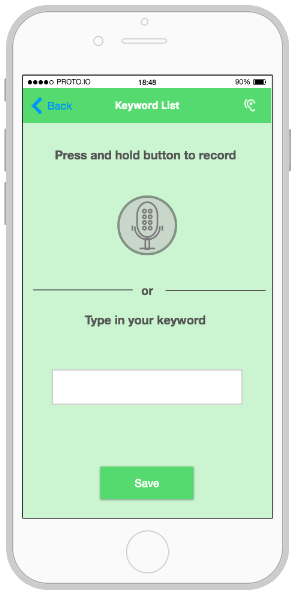 PROTO.IO 18:48 90%
Back Keyword List
Press and hold button to record
or
Type in your keyword
Save